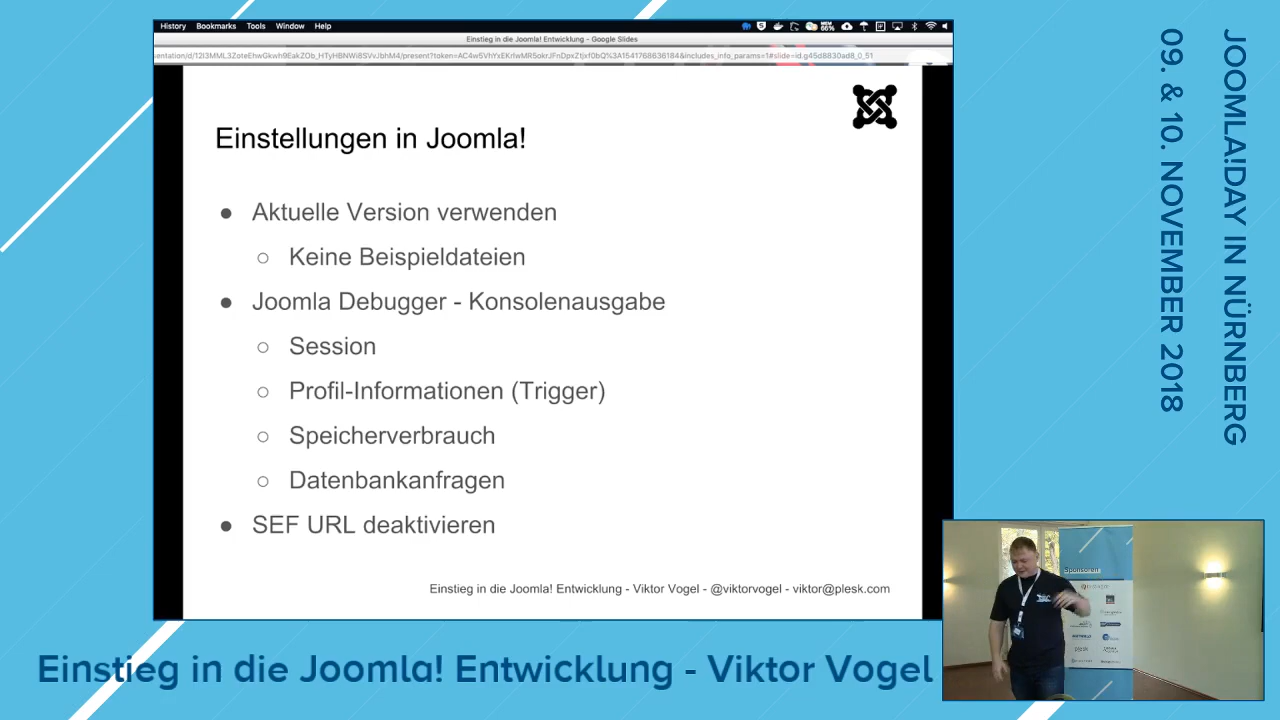 History Bookmarks Tools Window Help
Einstieg in die Joomla! Entwicklung - Google Slides
Einstellungen in Joomla!
● Aktuelle Version verwenden
○ Keine Beispieldateien
● Joomla Debugger - Konsolenausgabe
○ Session
○ Profil-Informationen (Trigger)
○ Speicherverbrauch
○ Datenbankanfragen
● SEF URL deaktivieren
Einstieg in die Joomla! Entwicklung - Viktor Vogel - @viktorvogel - viktor@plesk.com
JOOMLA!DAY IN NÜRNBERG
09. & 10. NOVEMBER 2018
Sponsoren
Einstieg in die Joomla! Entwicklung - Viktor Vogel